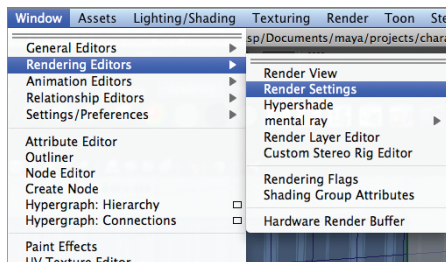 Window Assets Lighting/Shading Texturing Render Toon
sp/Documents/maya/projects/chara
General Editors
Rendering Editors
Animation Editors
Relationship Editors
Settings/Preferences
Attribute Editor
Outliner
Node Editor
Create Node
Hypergraph: Hierarchy
Hypergraph: Connections
Paint Effects
UV Texture Editor
Render View
Render Settings
Hypershade
mental ray
Render Layer Editor
Custom Stereo Rig Editor
Rendering Flags
Shading Group Attributes
Hardware Render Buffer